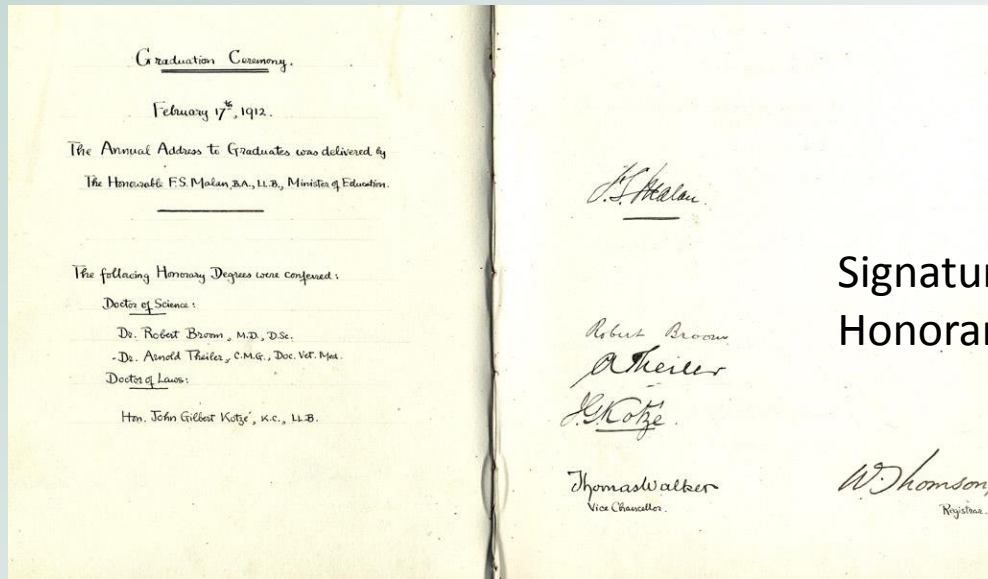 Graduation Ceremony.
February 17th, 1912.
The Annual Address to Graduates was delivered by
The Honourable F.S. Malan, B.A., LL.B., Minister of Education.
The following Honorary Degrees were conferred:
Doctor of Science:
Dr. Robert Broom, M.D., D.Sc.
Dr. Arnold Theiler, C.M.G., Doc. Vet. Med.
Doctor of Laws:
Hon. John Gilbert Kotzé, K.C., LL.B.
F.S. Malan.
Robert Broom
A Theiler
J.G. Kotzé.
Thomas Walker
Vice Chancellor.
W. Thomson,
Registrar.
Signatur
Honorar